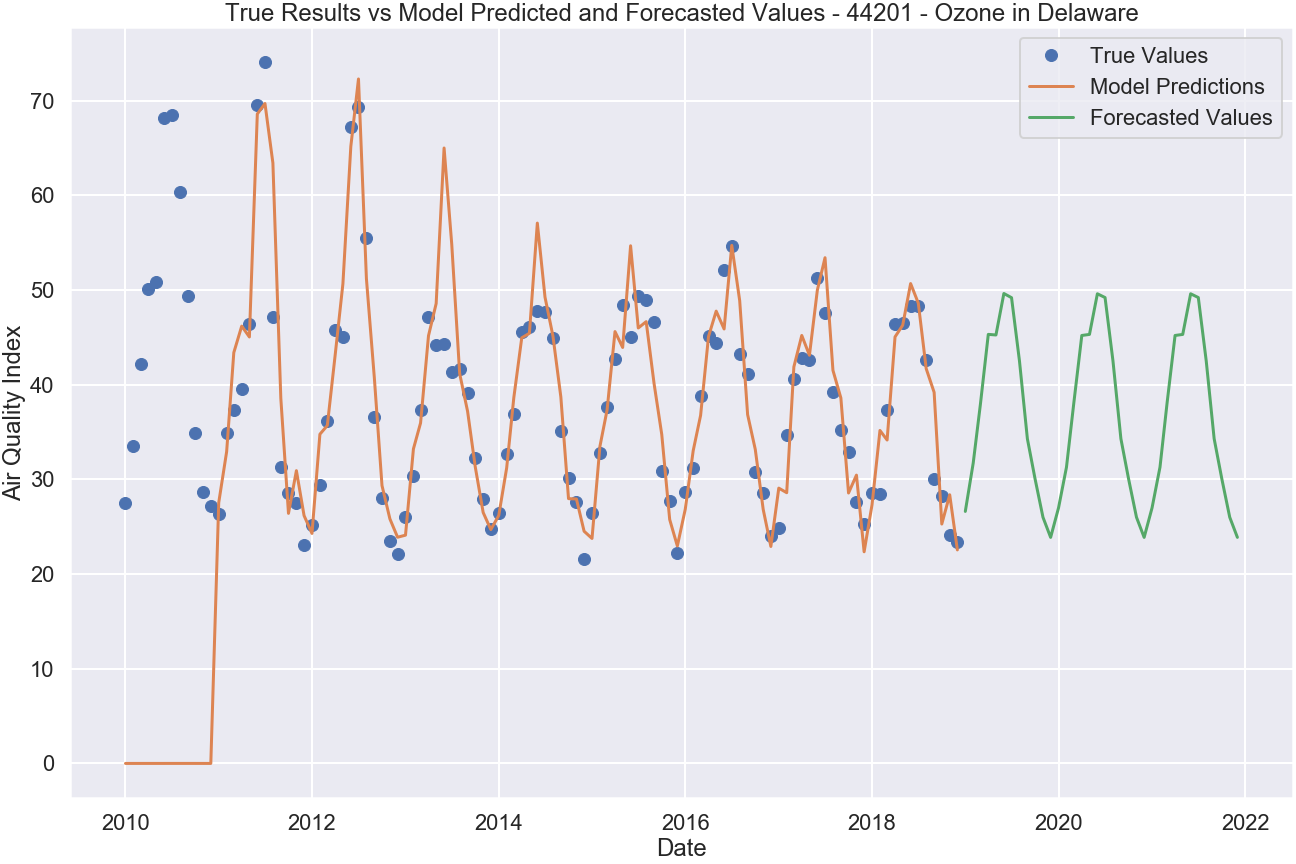 True Results vs Model Predicted and Forecasted Values - 44201 - Ozone in Delaware
True Values
Model Predictions
Forecasted Values
Air Quality Index
70
60
50
40
30
20
10
0
2010 2012 2014 2016 2018 2020 2022
Date